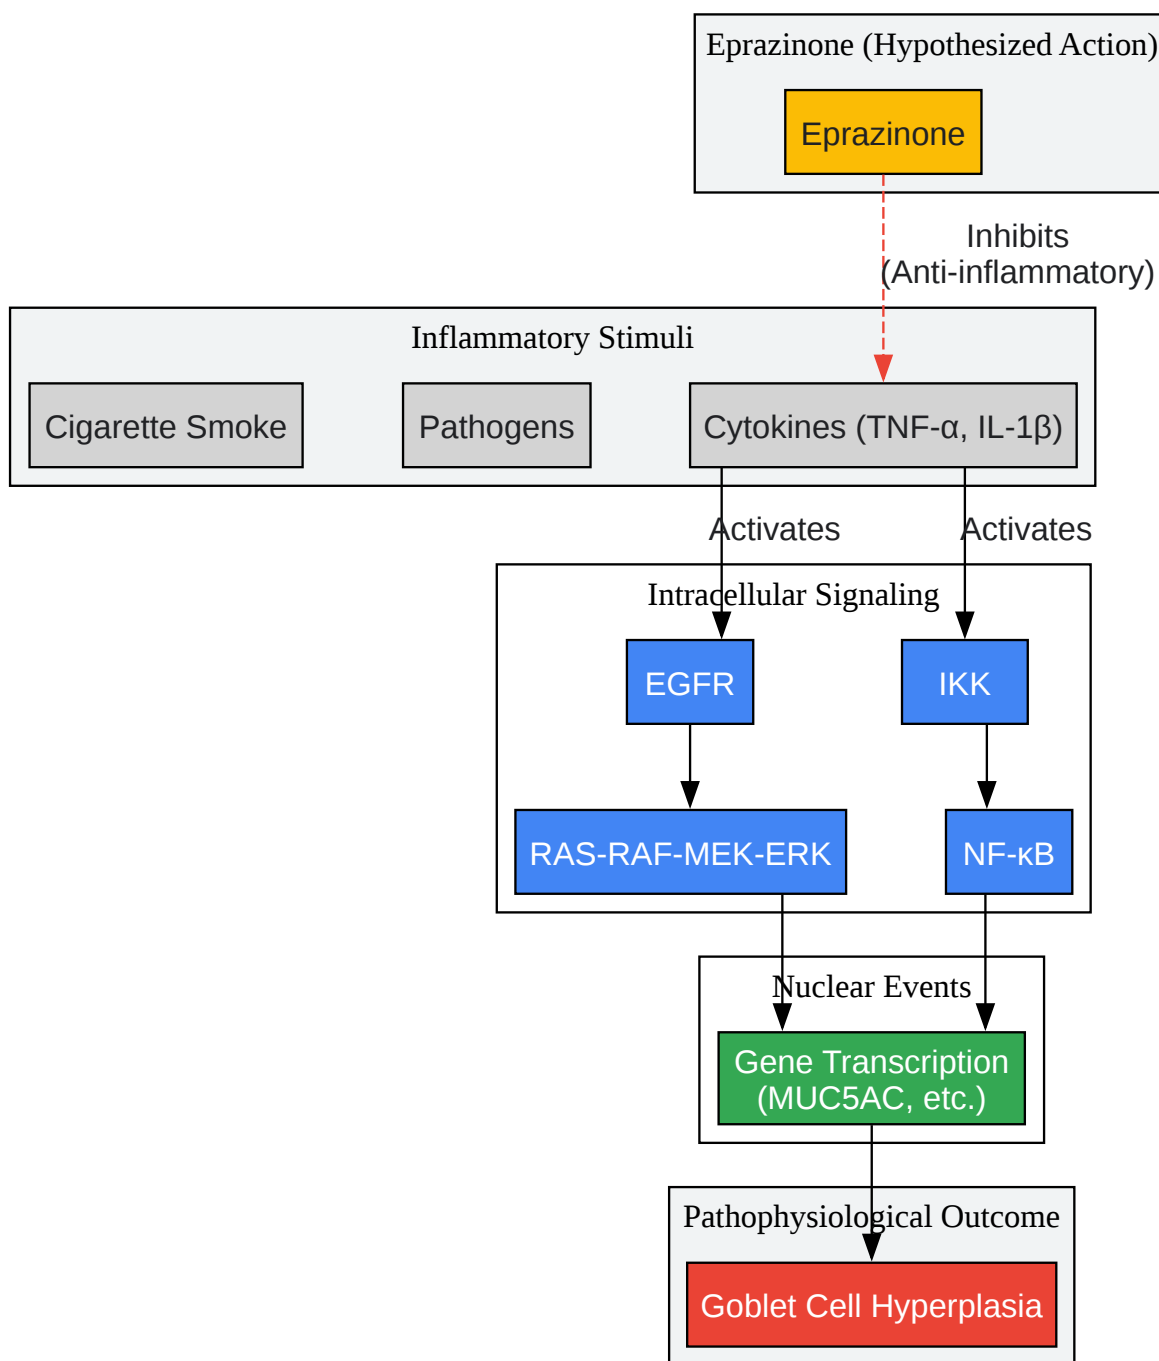 Eprazinone (Hypothesized Action)
Eprazinone
Inhibits
(Anti-inflammatory)
Inflammatory Stimuli
Cigarette Smoke
Pathogens
Cytokines (TNF-α, IL-1β)
Activates
Activates
Intracellular Signaling
EGFR
IKK
RAS-RAF-MEK-ERK
NF-κB
Nuclear Events
Gene Transcription
(MUC5AC, etc.)
Pathophysiological Outcome
Goblet Cell Hyperplasia